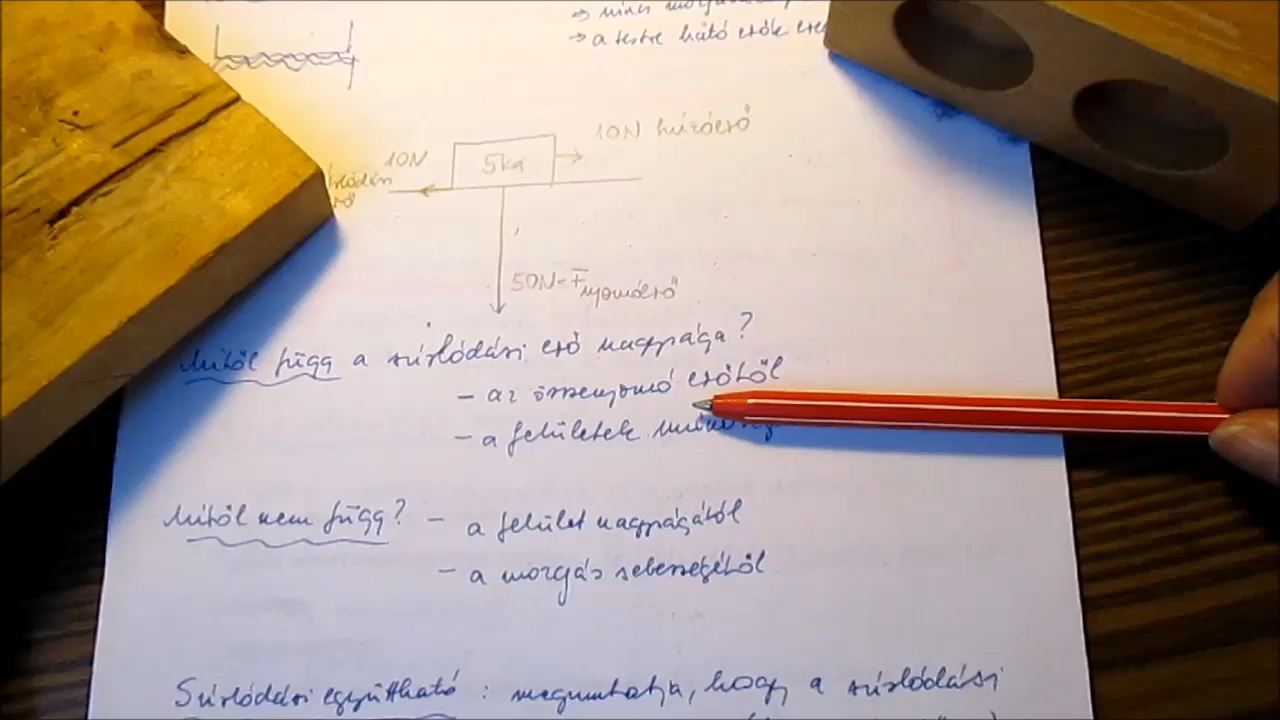 → nincs
→ a testre ható erők
10N húzóerő
10N
5kg
50N = F nyomóerő
Mitől függ a súrlódási erő nagysága?
- az összenyomó erőtől
- a felületek
Mitől nem függ? - a felület nagyságától
- a mozgás sebességétől
Súrlódási együttható : megmutatja, hogy a súrlódási